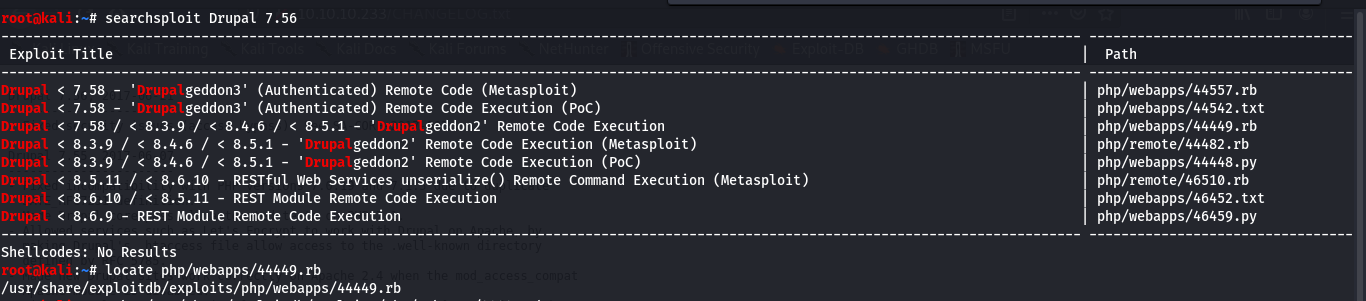 root@kali:~# searchsploit Drupal 7.56
Exploit Title | Path
Drupal < 7.58 - 'Drupalgeddon3' (Authenticated) Remote Code (Metasploit) | php/webapps/44557.rb
Drupal < 7.58 - 'Drupalgeddon3' (Authenticated) Remote Code Execution (PoC) | php/webapps/44542.txt
Drupal < 7.58 / < 8.3.9 / < 8.4.6 / < 8.5.1 - 'Drupalgeddon2' Remote Code Execution | php/webapps/44449.rb
Drupal < 8.3.9 / < 8.4.6 / < 8.5.1 - 'Drupalgeddon2' Remote Code Execution (Metasploit) | php/remote/44482.rb
Drupal < 8.3.9 / < 8.4.6 / < 8.5.1 - 'Drupalgeddon2' Remote Code Execution (PoC) | php/webapps/44448.py
Drupal < 8.5.11 / < 8.6.10 - RESTful Web Services unserialize() Remote Command Execution (Metasploit) | php/remote/46510.rb
Drupal < 8.6.10 / < 8.5.11 - REST Module Remote Code Execution | php/webapps/46452.txt
Drupal < 8.6.9 - REST Module Remote Code Execution | php/webapps/46459.py
Shellcodes: No Results
root@kali:~# locate php/webapps/44449.rb
/usr/share/exploitdb/exploits/php/webapps/44449.rb